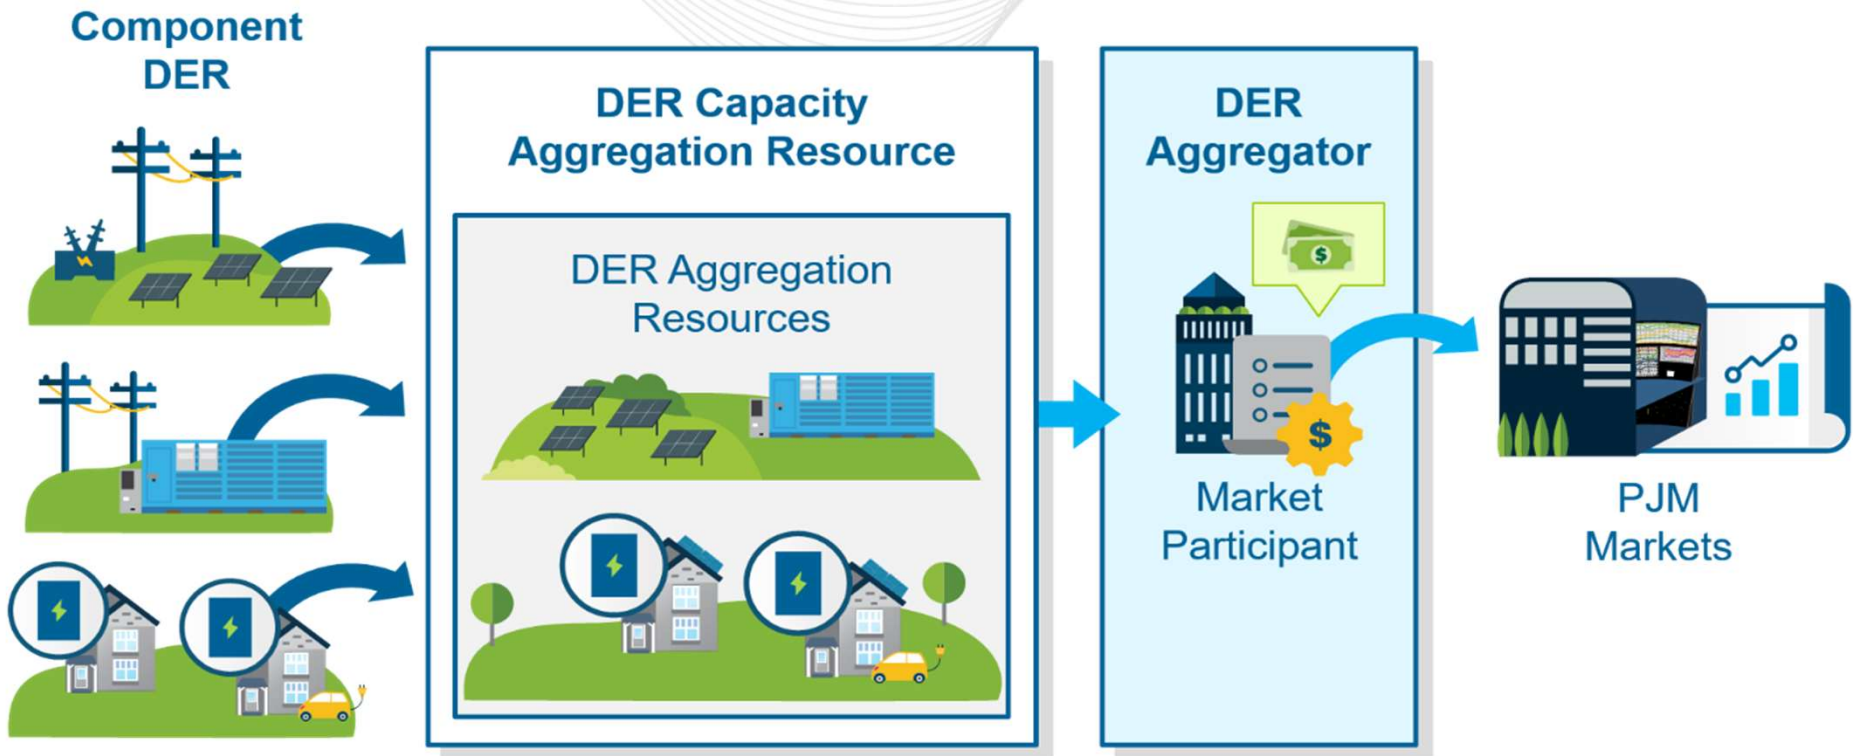 Component
DER
DER Capacity
Aggregation Resource
DER Aggregation
Resources
DER
Aggregator
$
$
Market
Participant
PJM
Markets